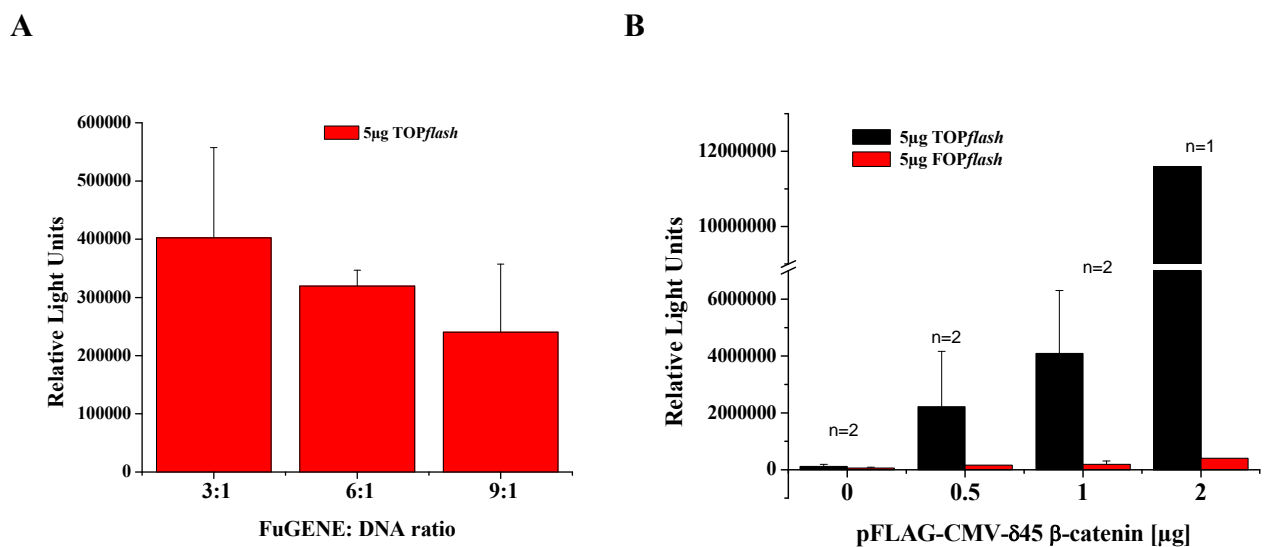 A
600000
500000
400000
300000
200000
100000
0
Relative Light Units
5µg TOPflash
3:1 6:1 9:1
FuGENE: DNA ratio
B
12000000
10000000
6000000
4000000
2000000
0
Relative Light Units
5µg TOPflash
5µg FOPflash
n=2
n=2
n=2
n=1
0 0.5 1 2
pFLAG-CMV-δ45 β-catenin [µg]